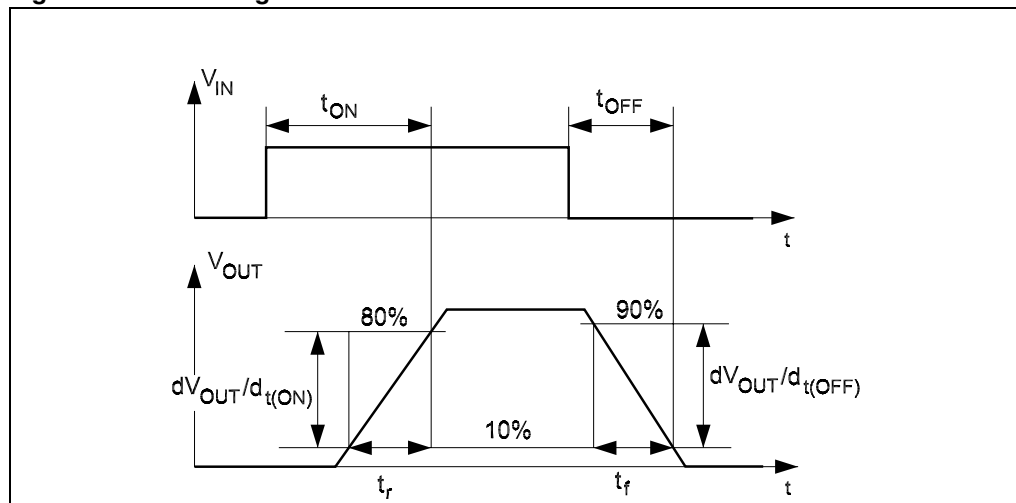 V_IN
t_ON
t_OFF
t
V_OUT
80%
90%
dV_OUT/d_t(ON)
dV_OUT/d_t(OFF)
10%
t_r
t_f
t